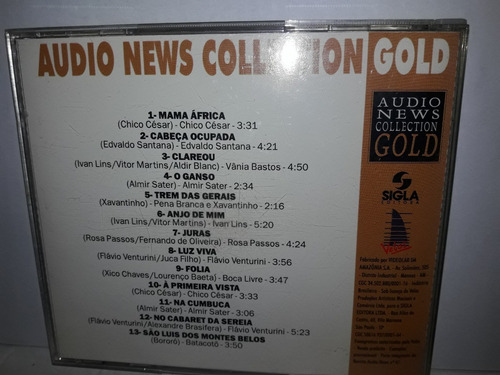 AUDIO NEWS COLLECTION GOLD
1- MAMA ÁFRICA
(Chico César) - Chico César - 3:31
2- CABEÇA OCUPADA
(Edvaldo Santana) - Edvaldo Santana - 4:21
3- CLAREOU
(Ivan Lins/Vitor Martins/Aldir Blanc) - Vânia Bastos - 4:50
4- O GANSO
(Almir Sater) - Almir Sater - 2:34
5- TREM DAS GERAIS
(Xavantinho) - Pena Branca e Xavantinho - 2:16
6- ANJO DE MIM
(Ivan Lins/Vitor Martins) - Ivan Lins - 5:20
7- JURAS
(Rosa Passos/Fernando de Oliveira) - Rosa Passos - 4:24
8- LUZ VIVA
(Flávio Venturini/Juca Filho) - Flávio Venturini - 3:56
9- FOLIA
(Xico Chaves/Lourenço Baeta) - Boca Livre - 3:47
10- À PRIMEIRA VISTA
(Chico César) - Chico César - 3:33
11- NA CUMBUCA
(Almir Sater) - Almir Sater - 3:06
12- NO CABARET DA SEREIA
(Flávio Venturini/Alexandre Brasifera) - Flávio Venturini - 5:23
13- SÃO LUIS DOS MONTES BELOS
(Bororó) - Batacotô - 3:50
AUDIO
NEWS
COLLECTION
GOLD
SIGLA
Fabricado por
AMAZÔNIA S.A.